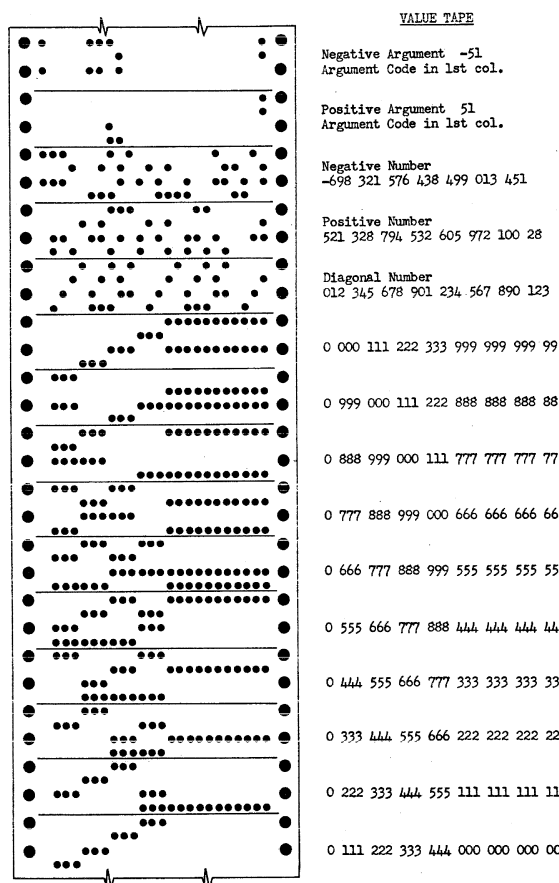 VALUE TAPE
Negative Argument -51
Argument Code in 1st col.
Positive Argument 51
Argument Code in 1st col.
Negative Number
-698 321 576 438 499 013 451
Positive Number
521 328 794 532 605 972 100 28
Diagonal Number
012 345 678 901 234 567 890 123
0 000 111 222 333 999 999 999 99
0 999 000 111 222 888 888 888 88
0 888 999 000 111 777 777 777 77
0 777 888 999 000 666 666 666 66
0 666 777 888 999 555 555 555 55
0 555 666 777 888 444 444 444 44
0 444 555 666 777 333 333 333 33
0 333 444 555 666 222 222 222 22
0 222 333 444 555 111 111 111 11
0 111 222 333 444 000 000 000 00